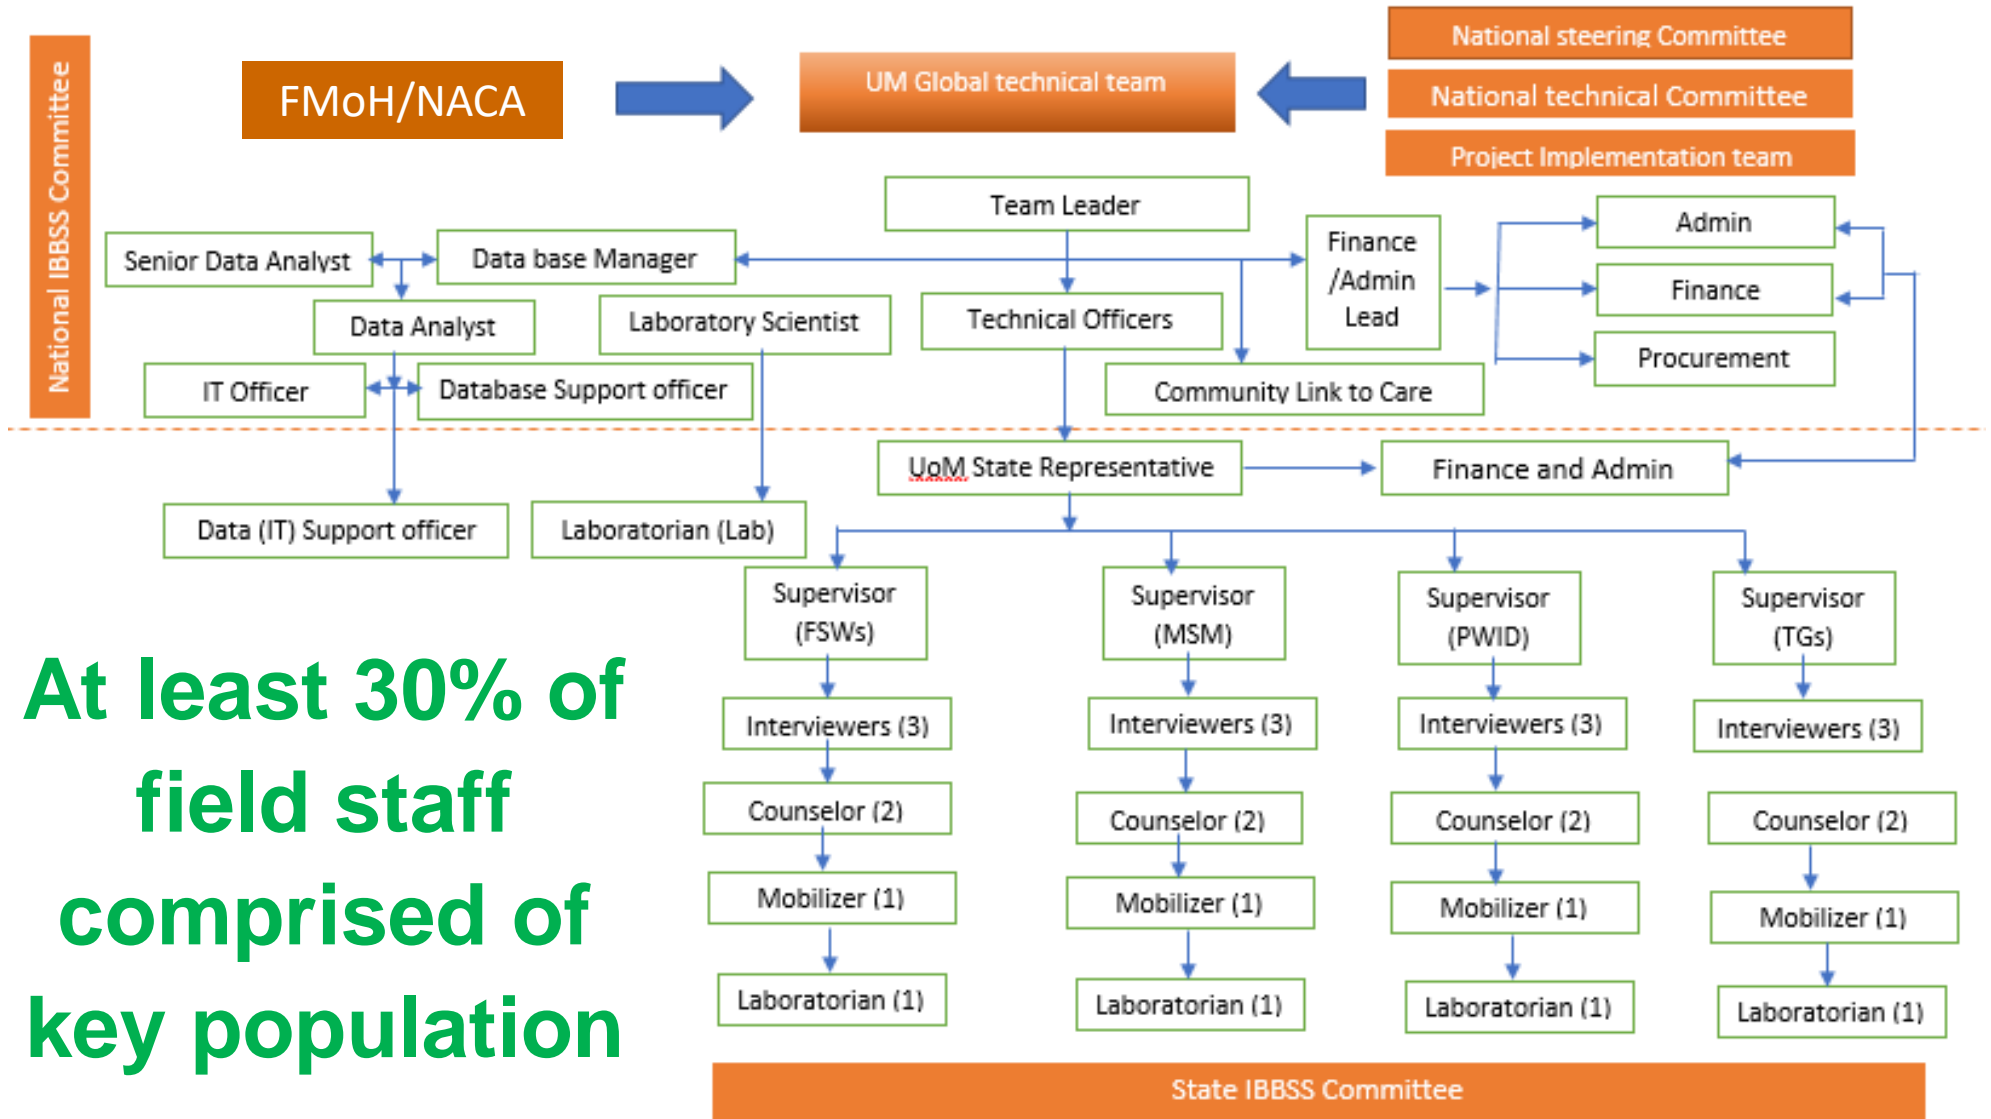 National IBBSS Committee
FMoH/NACA
UM Global technical team
National steering Committee
National technical Committee
Project Implementation team
Team Leader
Senior Data Analyst
Data base Manager
Finance
/Admin
Lead
Admin
Finance
Procurement
Data Analyst
Laboratory Scientist
Technical Officers
IT Officer
Database Support officer
Community Link to Care
UoM State Representative
Finance and Admin
Data (IT) Support officer
Laboratorian (Lab)
Supervisor
(FSWs)
Supervisor
(MSM)
Supervisor
(PWID)
Supervisor
(TGs)
Interviewers (3)
Interviewers (3)
Interviewers (3)
Interviewers (3)
Counselor (2)
Counselor (2)
Counselor (2)
Counselor (2)
Mobilizer (1)
Mobilizer (1)
Mobilizer (1)
Mobilizer (1)
Laboratorian (1)
Laboratorian (1)
Laboratorian (1)
Laboratorian (1)
At least 30% of
field staff
comprised of
key population
State IBBSS Committee